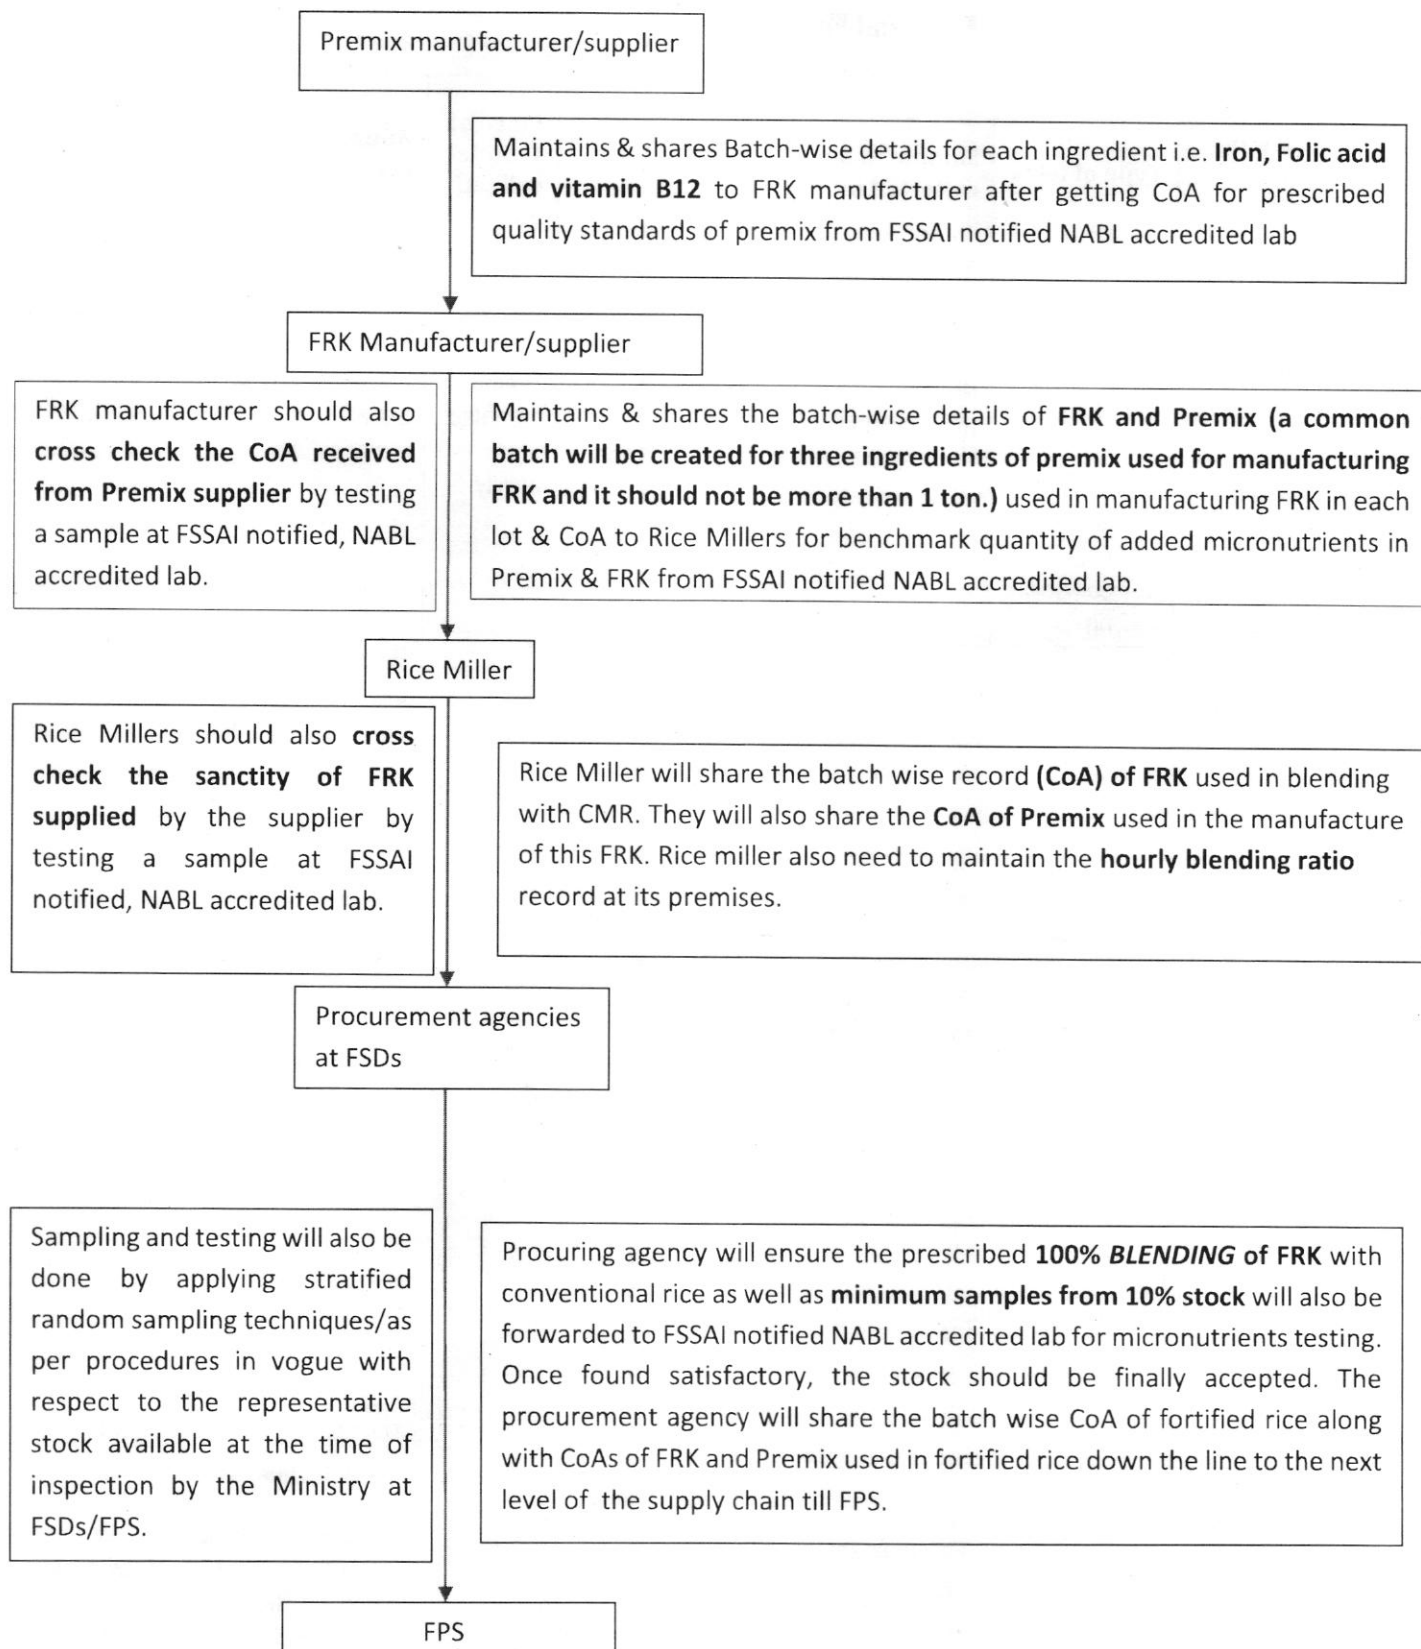 Premix manufacturer/supplier
Maintains & shares Batch-wise details for each ingredient i.e. Iron, Folic acid
and vitamin B12 to FRK manufacturer after getting CoA for prescribed
quality standards of premix from FSSAI notified NABL accredited lab
FRK Manufacturer/supplier
FRK manufacturer should also
cross check the CoA received
from Premix supplier by testing
a sample at FSSAI notified, NABL
accredited lab.
Maintains & shares the batch-wise details of FRK and Premix (a common
batch will be created for three ingredients of premix used for manufacturing
FRK and it should not be more than 1 ton.) used in manufacturing FRK in each
lot & CoA to Rice Millers for benchmark quantity of added micronutrients in
Premix & FRK from FSSAI notified NABL accredited lab.
Rice Miller
Rice Millers should also cross
check the sanctity of FRK
supplied by the supplier by
testing a sample at FSSAI
notified, NABL accredited lab.
Rice Miller will share the batch wise record (CoA) of FRK used in blending
with CMR. They will also share the CoA of Premix used in the manufacture
of this FRK. Rice miller also need to maintain the hourly blending ratio
record at its premises.
Procurement agencies
at FSDs
Sampling and testing will also be
done by applying stratified
random sampling techniques/as
per procedures in vogue with
respect to the representative
stock available at the time of
inspection by the Ministry at
FSDs/FPS.
Procuring agency will ensure the prescribed 100% BLENDING of FRK with
conventional rice as well as minimum samples from 10% stock will also be
forwarded to FSSAI notified NABL accredited lab for micronutrients testing.
Once found satisfactory, the stock should be finally accepted. The
procurement agency will share the batch wise CoA of fortified rice along
with CoAs of FRK and Premix used in fortified rice down the line to the next
level of the supply chain till FPS.
FPS